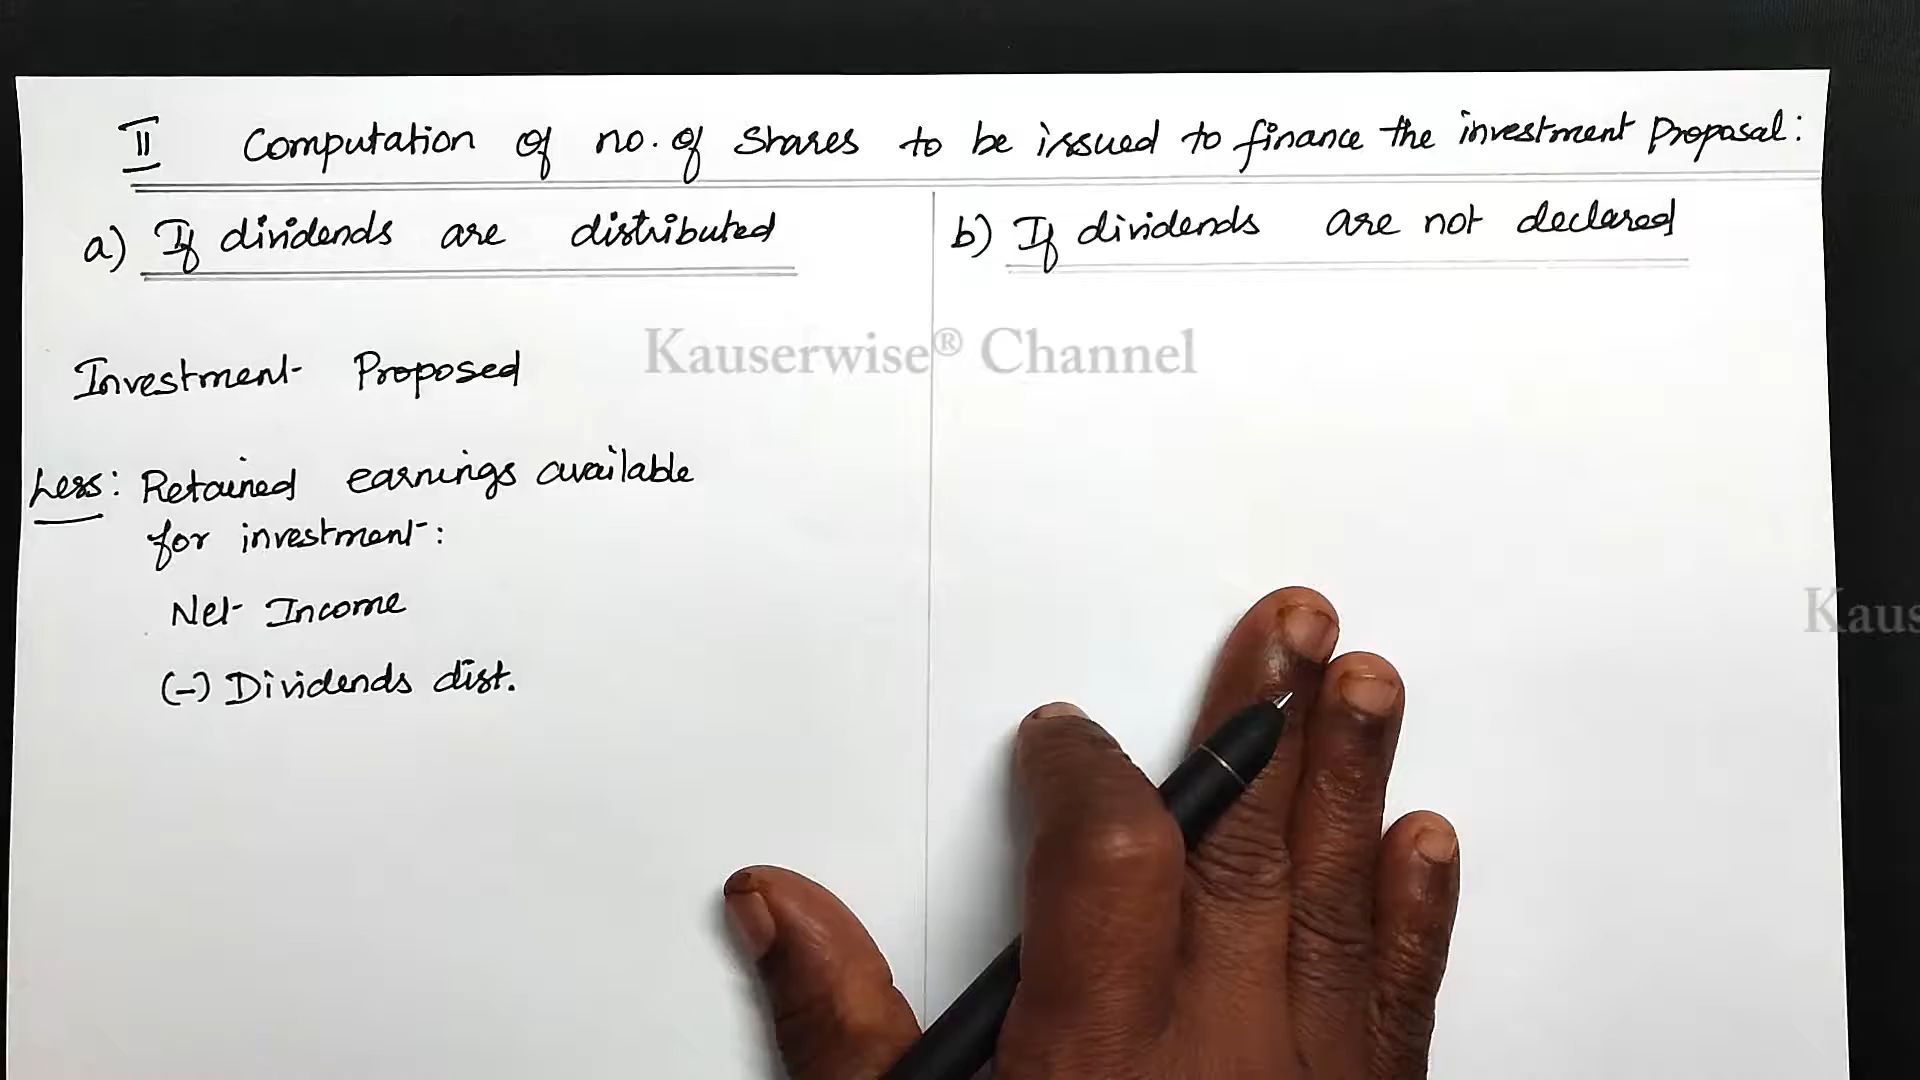 II Computation of no. of shares to be issued to finance the investment Proposal:
a) If dividends are distributed
Investment Proposed
Less: Retained earnings available
for investment:
Net Income
(-) Dividends dist.
b) If dividends are not declared
Kauserwise® Channel
Kaus